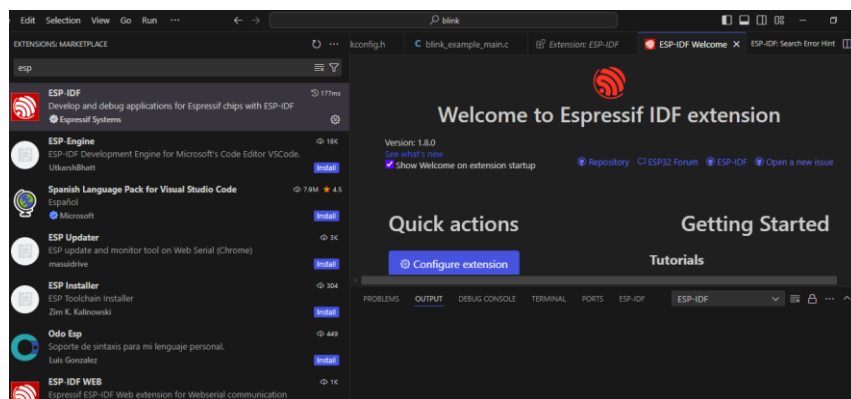 Edit Selection View Go Run ··· ← → blink
EXTENSIONS: MARKETPLACE
esp
ESP-IDF 177ms
Develop and debug applications for Espressif chips with ESP-IDF
Espressif Systems
ESP-Engine 18K
ESP-IDF Development Engine for Microsoft's Code Editor VSCode.
UtkarshBhatt Install
Spanish Language Pack for Visual Studio Code 7.9M ★ 4.5
Español
Microsoft Install
ESP Updater 3K
ESP update and monitor tool on Web Serial (Chrome)
masuidrive Install
ESP Installer 304
ESP Toolchain Installer
Zim K. Kalinowski Install
Odo Esp 449
Soporte de sintaxis para mi lenguaje personal.
Luis Gonzalez Install
ESP-IDF WEB 1K
Espressif ESP-IDF Web extension for Webserial communication
kconfig.h C blink_example_main.c Extension: ESP-IDF ESP-IDF Welcome × ESP-IDF: Search Error Hint
Welcome to Espressif IDF extension
Version: 1.8.0
See what's new
Show Welcome on extension startup
Repository ESP32 Forum ESP-IDF Open a new issue
Quick actions
Configure extension
Getting Started
Tutorials
PROBLEMS OUTPUT DEBUG CONSOLE TERMINAL PORTS ESP-IDF ESP-IDF